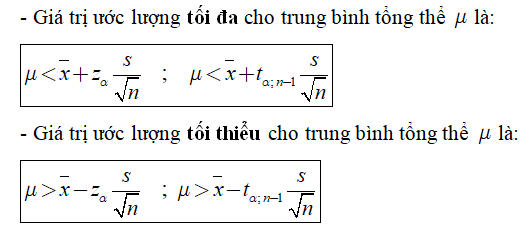 - Giá trị ước lượng tối đa cho trung bình tổng thể μ là:
μ < x̄ + z_α s/√n ; μ < x̄ + t_{α; n−1} s/√n
- Giá trị ước lượng tối thiểu cho trung bình tổng thể μ là:
μ > x̄ − z_α s/√n ; μ > x̄ − t_{α; n−1} s/√n